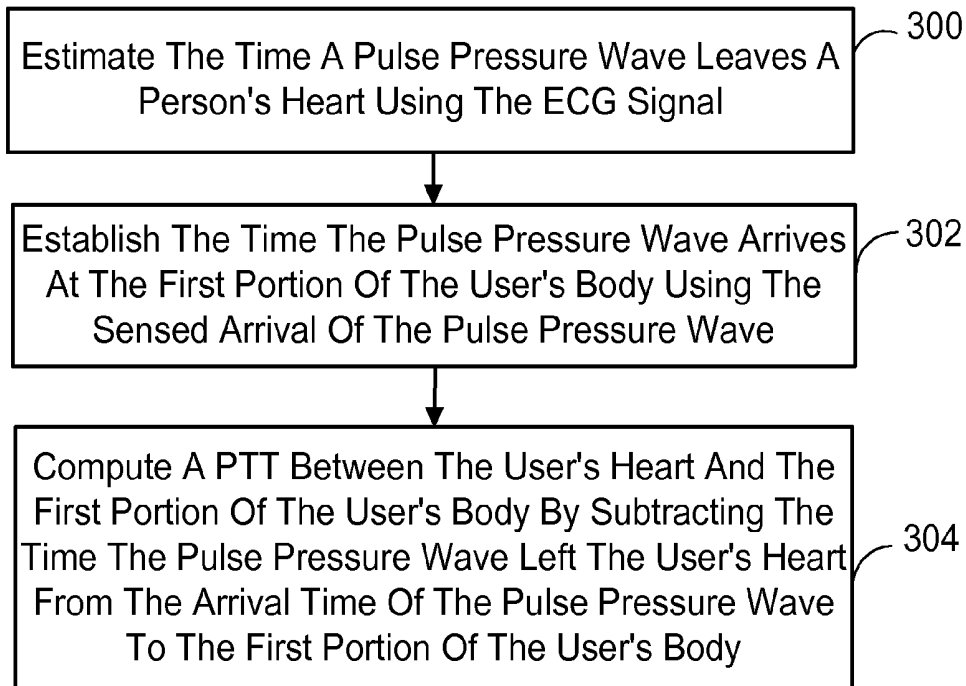 Estimate The Time A Pulse Pressure Wave Leaves A
Person's Heart Using The ECG Signal
300
Establish The Time The Pulse Pressure Wave Arrives
At The First Portion Of The User's Body Using The
Sensed Arrival Of The Pulse Pressure Wave
302
Compute A PTT Between The User's Heart And The
First Portion Of The User's Body By Subtracting The
Time The Pulse Pressure Wave Left The User's Heart
From The Arrival Time Of The Pulse Pressure Wave
To The First Portion Of The User's Body
304